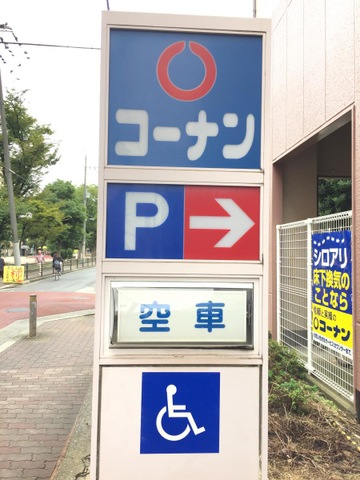 コーナン
P
空車
シロアリ
床下換気の
ことなら
コーナン